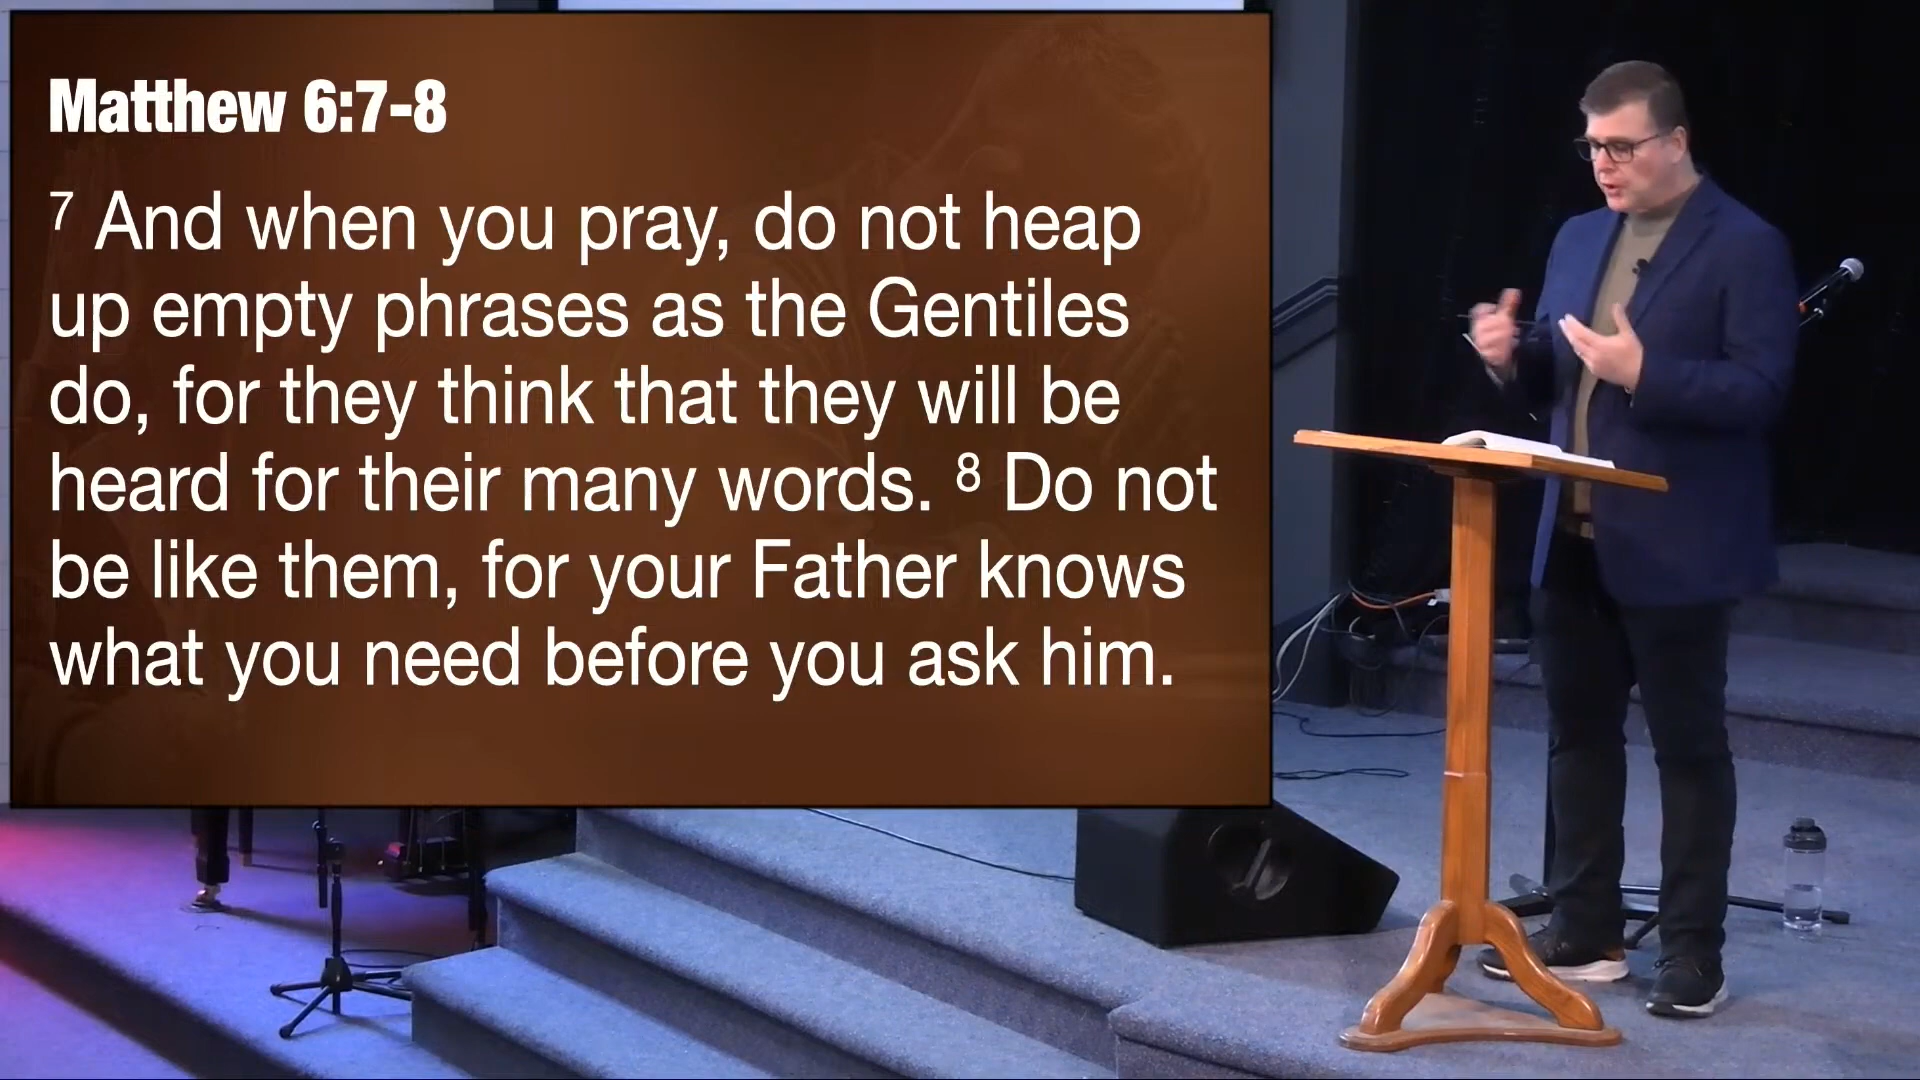 Matthew 6:7-8
7 And when you pray, do not heap
up empty phrases as the Gentiles
do, for they think that they will be
heard for their many words. 8 Do not
be like them, for your Father knows
what you need before you ask him.